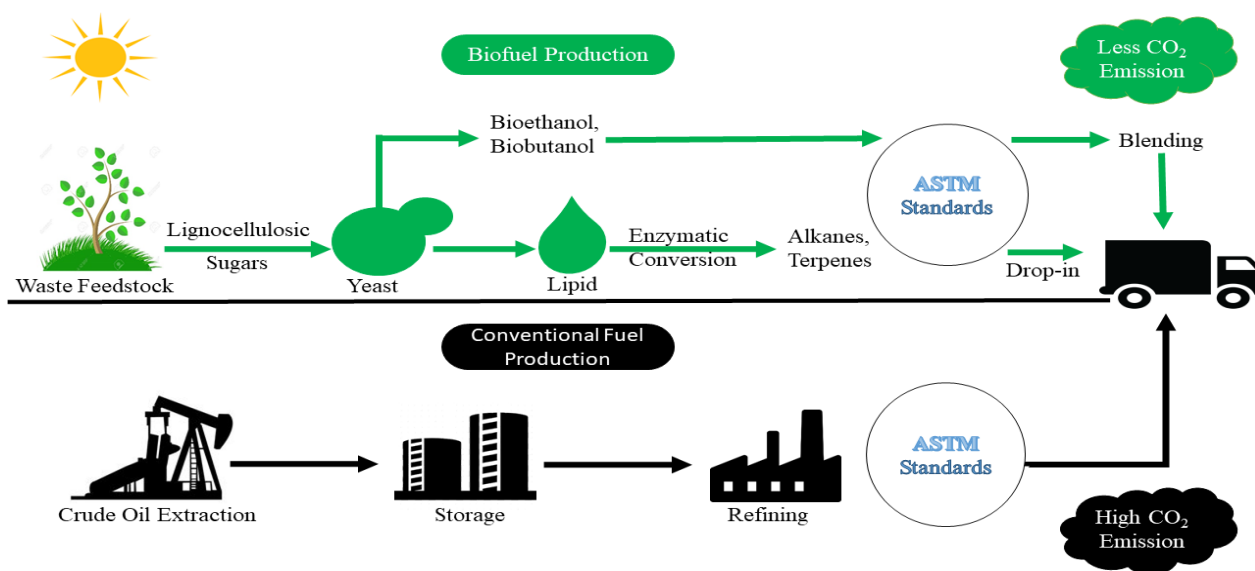 Biofuel Production
Less CO₂
Emission
Bioethanol,
Biobutanol
Blending
ASTM
Standards
Lignocellulosic
Sugars
Enzymatic
Conversion
Alkanes,
Terpenes
Drop-in
Waste Feedstock
Yeast
Lipid
Conventional Fuel
Production
ASTM
Standards
Crude Oil Extraction
Storage
Refining
High CO₂
Emission